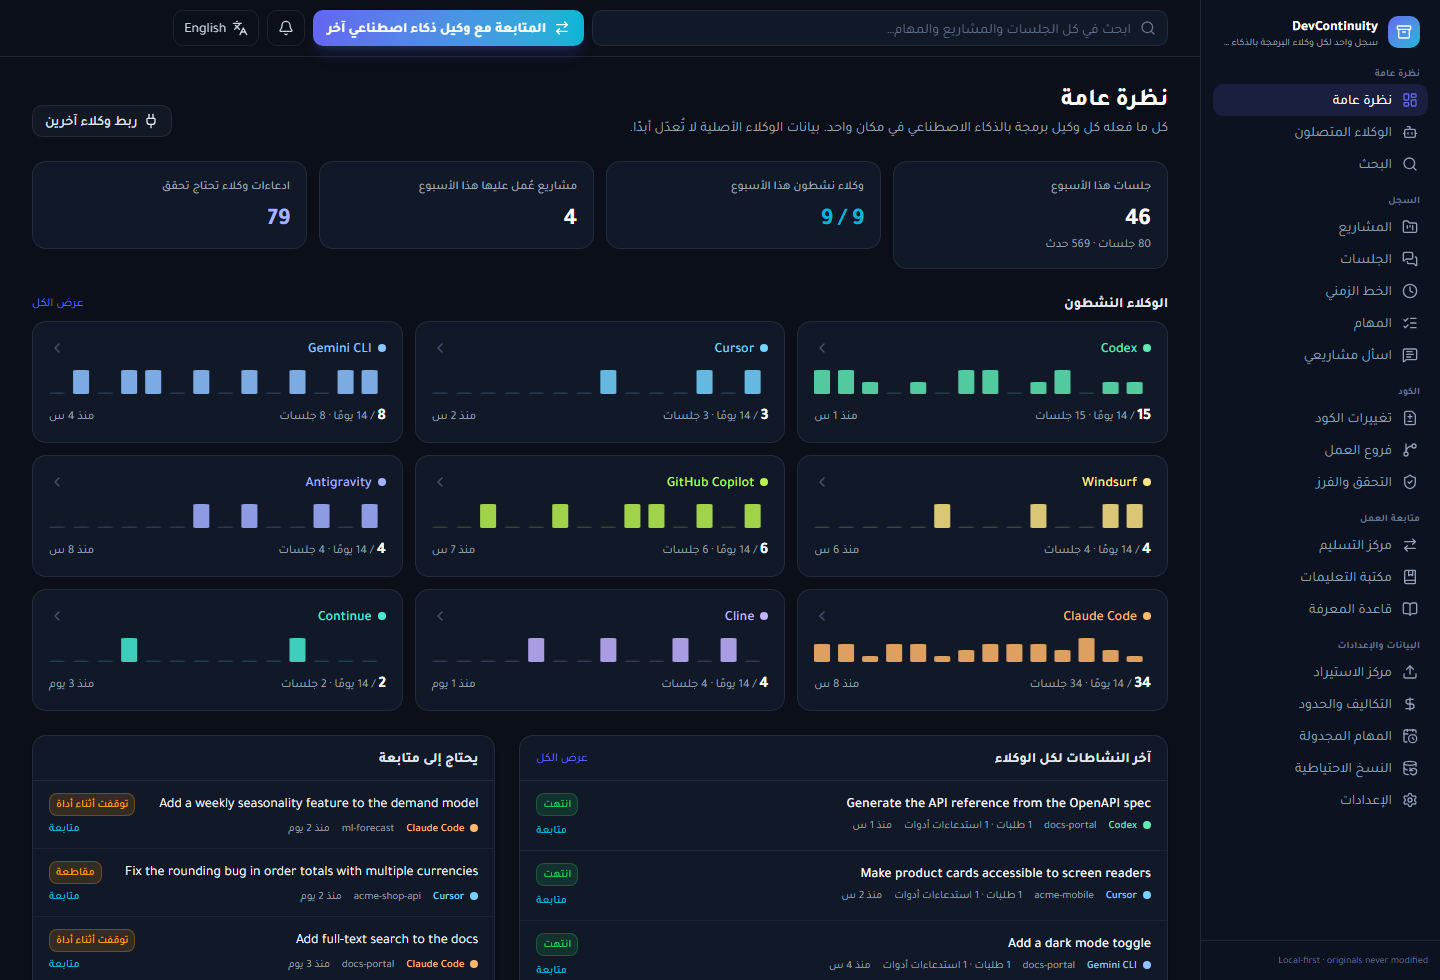 DevContinuity
سجل واحد لكل وكلاء البرمجة بالذكاء ...
نظرة عامة
نظرة عامة
الوكلاء المتصلون
البحث
السجل
المشاريع
الجلسات
الخط الزمني
المهام
اسأل مشاريعي
الكود
تغييرات الكود
فروع العمل
التحقق والفرز
متابعة العمل
مركز التسليم
مكتبة التعليمات
قاعدة المعرفة
البيانات والإعدادات
مركز الاستيراد
التكاليف والحدود
المهام المجدولة
النسخ الاحتياطية
الإعدادات
Local-first · originals never modified
ابحث في كل الجلسات والمشاريع والمهام...
المتابعة مع وكيل ذكاء اصطناعي آخر
English
نظرة عامة
كل ما فعله كل وكيل برمجة بالذكاء الاصطناعي في مكان واحد. بيانات الوكلاء الأصلية لا تُعدّل أبدًا.
ربط وكلاء آخرين
جلسات هذا الأسبوع
46
80 جلسات · 569 حدث
وكلاء نشطون هذا الأسبوع
9 / 9
مشاريع عُمل عليها هذا الأسبوع
4
ادعاءات وكلاء تحتاج تحقق
79
الوكلاء النشطون
عرض الكل
Codex
15 / 14 يومًا · 15 جلسات
منذ 1 س
Cursor
3 / 14 يومًا · 3 جلسات
منذ 2 س
Gemini CLI
8 / 14 يومًا · 8 جلسات
منذ 4 س
Windsurf
4 / 14 يومًا · 4 جلسات
منذ 6 س
GitHub Copilot
6 / 14 يومًا · 6 جلسات
منذ 7 س
Antigravity
4 / 14 يومًا · 4 جلسات
منذ 8 س
Claude Code
34 / 14 يومًا · 34 جلسات
منذ 8 س
Cline
4 / 14 يومًا · 4 جلسات
منذ 1 يوم
Continue
2 / 14 يومًا · 2 جلسات
منذ 3 يوم
آخر النشاطات لكل الوكلاء
عرض الكل
Generate the API reference from the OpenAPI spec
انتهت
Codex docs-portal 1 طلبات · 1 استدعاءات أدوات منذ 1 س
متابعة
Make product cards accessible to screen readers
انتهت
Cursor acme-mobile 1 طلبات · 1 استدعاءات أدوات منذ 2 س
متابعة
Add a dark mode toggle
انتهت
Gemini CLI docs-portal 1 طلبات · 1 استدعاءات أدوات منذ 4 س
متابعة
يحتاج إلى متابعة
Add a weekly seasonality feature to the demand model
توقفت أثناء أداة
Claude Code ml-forecast منذ 2 يوم
متابعة
Fix the rounding bug in order totals with multiple currencies
مقاطعة
Cursor acme-shop-api منذ 2 يوم
متابعة
Add full-text search to the docs
توقفت أثناء أداة
Claude Code docs-portal منذ 3 يوم
متابعة